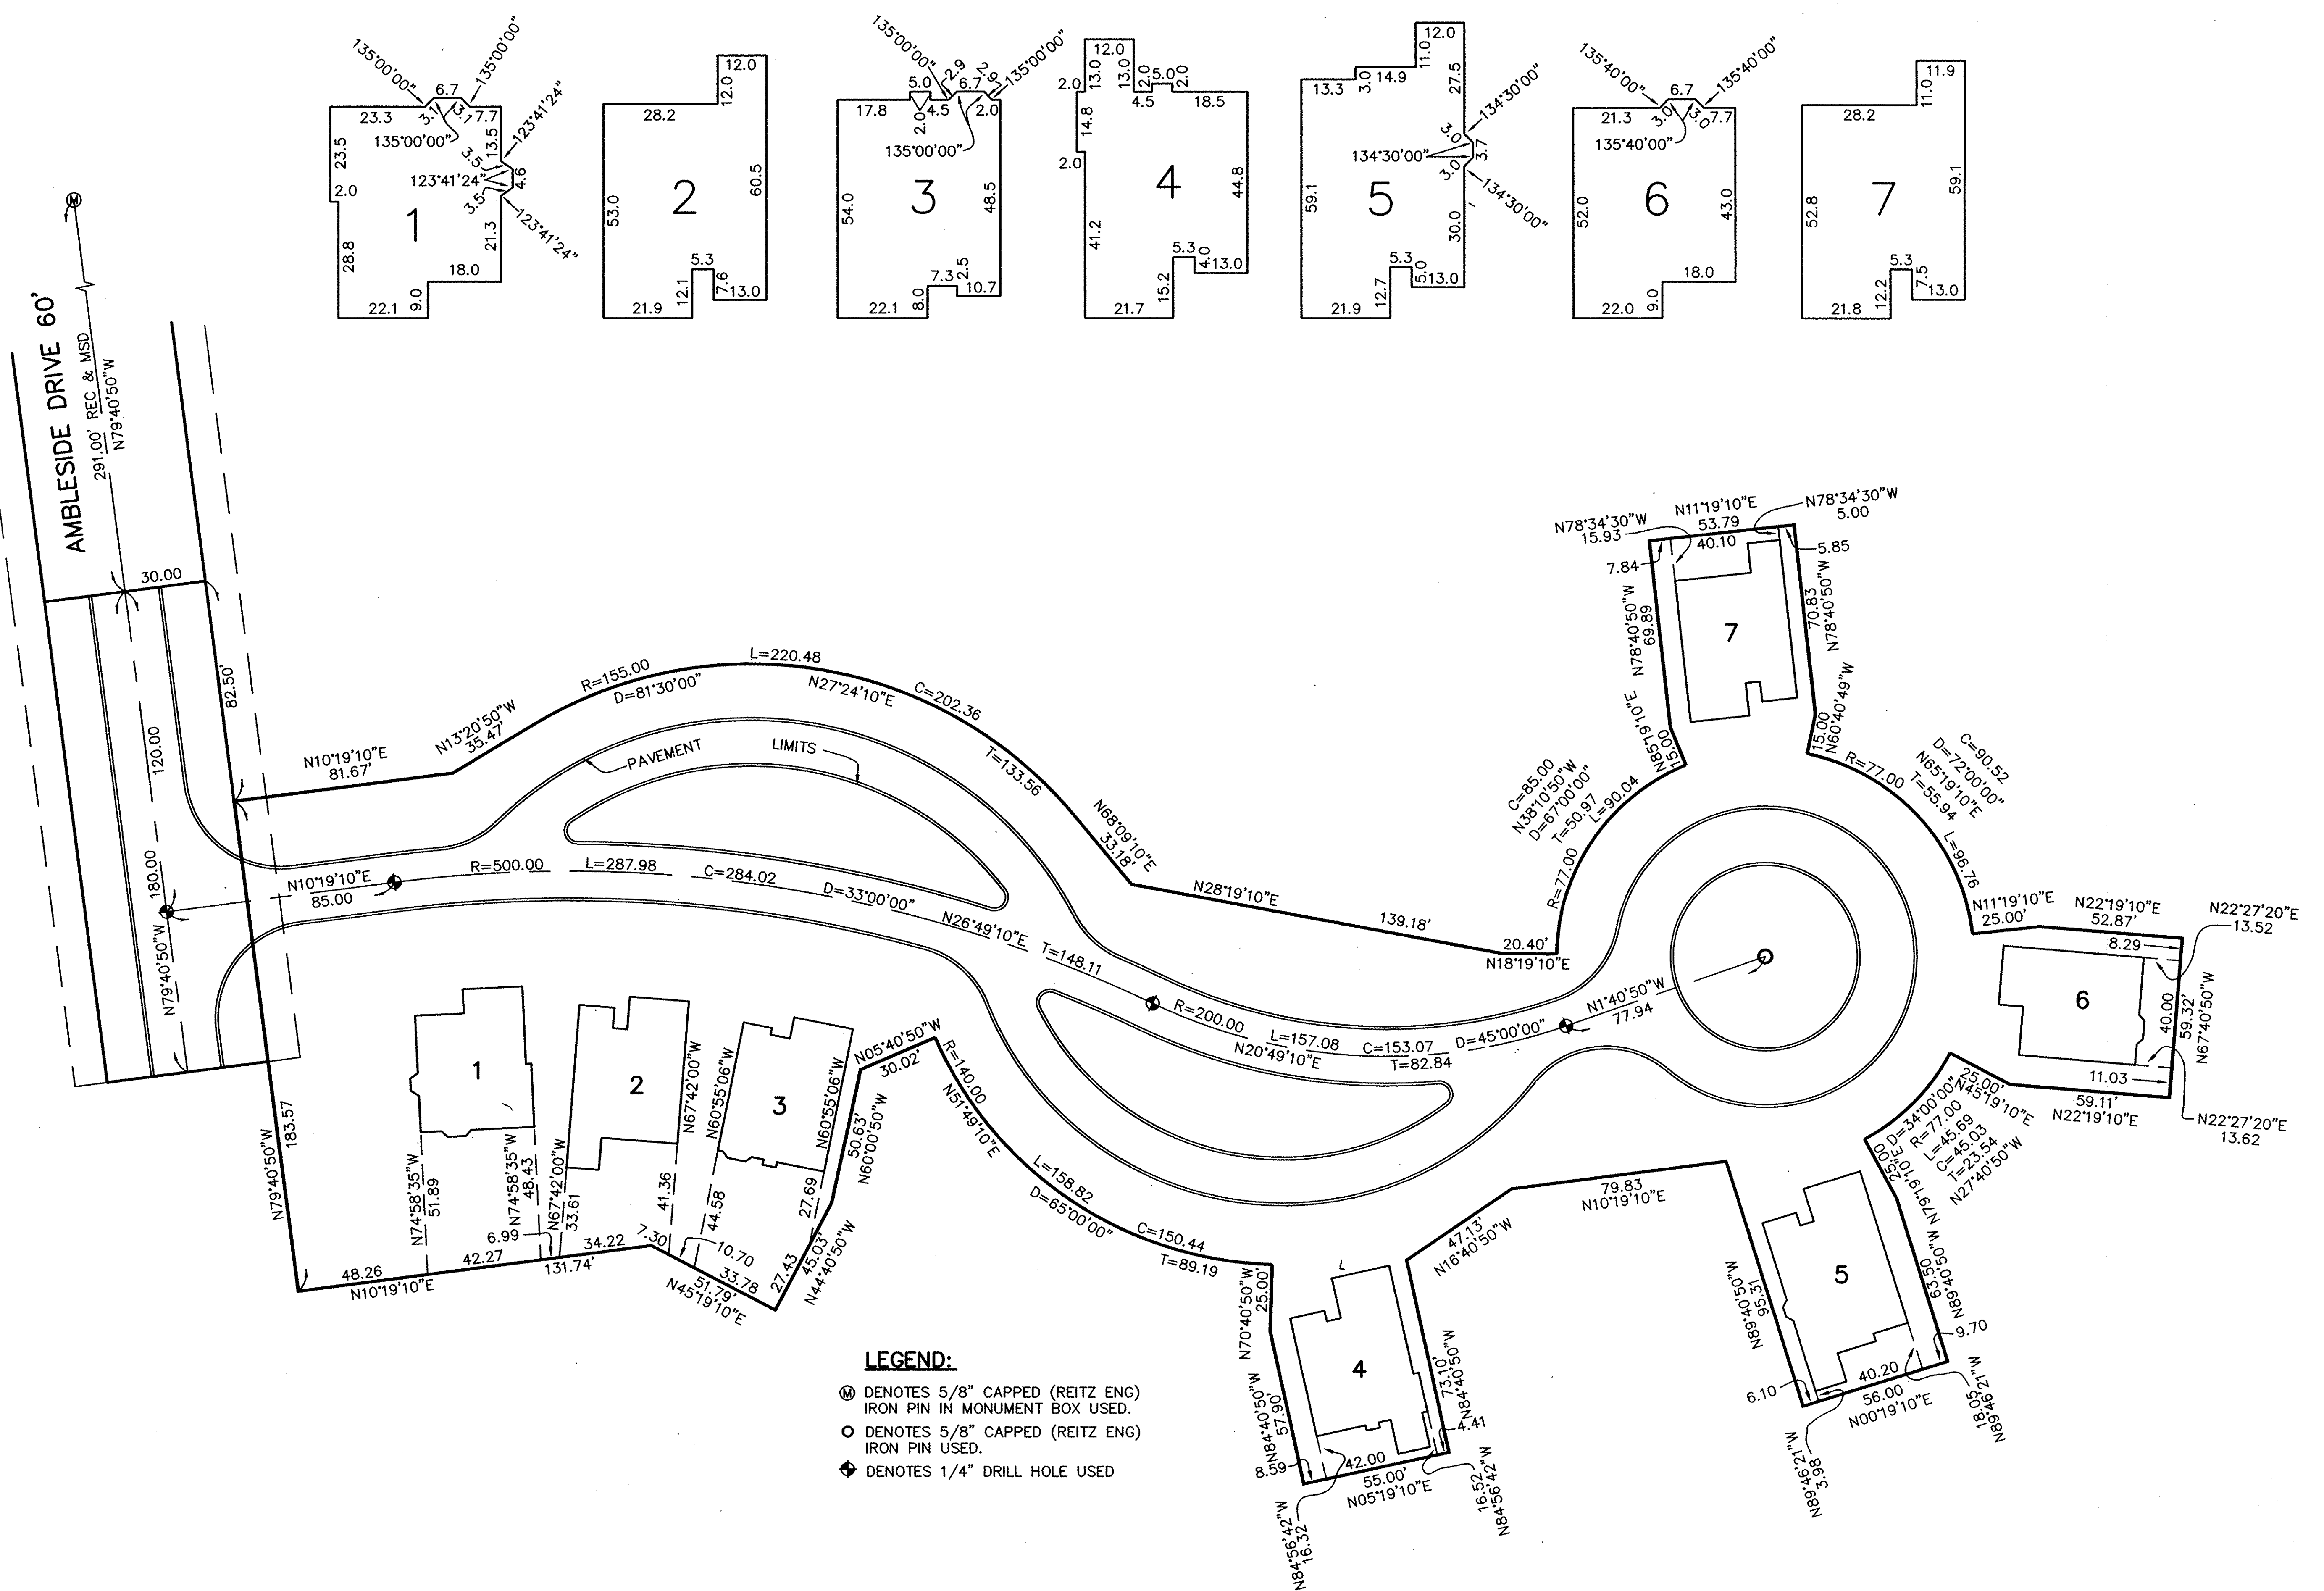 135°00'00"
135°00'00"
6.7
23.3
3.1
3.1
7.7
135°00'00"
23.5
13.5
123°41'24"
3.5
123°41'24"
4.6
3.5
123°41'24"
2.0
1
21.3
28.8
18.0
9.0
22.1
12.0
12.0
28.2
53.0
2
60.5
5.3
12.1
7.6
13.0
21.9
135°00'00"
135°00'00"
5.0
2.9
6.7
2.9
17.8
4.5
2.0
2.0
135°00'00"
54.0
3
48.5
7.3
2.5
10.7
8.0
22.1
12.0
2.0
13.0
13.0
2.0
5.0
2.0
4.5
18.5
14.8
2.0
4
44.8
41.2
5.3
4.0
13.0
15.2
21.7
12.0
11.0
14.9
3.0
13.3
27.5
134°30'00"
3.0
134°30'00"
3.7
3.0
134°30'00"
59.1
5
30.0
5.3
5.0
13.0
12.7
21.9
135°40'00"
135°40'00"
6.7
21.3
3.0
3.0
7.7
135°40'00"
52.0
6
43.0
18.0
9.0
22.0
11.9
11.0
28.2
52.8
7
59.1
5.3
7.5
13.0
12.2
21.8
M
AMBLESIDE DRIVE 60'
291.00' REC & MSD
N79°40'50"W
30.00
82.50'
120.00
180.00
N79°40'50"W
N10°19'10"E
81.67'
N13°20'50"W
35.47'
R=155.00
D=81°30'00"
L=220.48
N27°24'10"E
C=202.36
T=133.56
PAVEMENT
LIMITS
N68°09'10"E
33.18'
N28°19'10"E
139.18'
20.40'
N18°19'10"E
N10°19'10"E
85.00
R=500.00
L=287.98
C=284.02
D=33°00'00"
N26°49'10"E
T=148.11
R=200.00
L=157.08
N20°49'10"E
C=153.07
T=82.84
D=45°00'00"
N1°40'50"W
77.94
R=77.00
C=85.00
N38°10'50"W
D=67°00'00"
T=50.97
L=90.04
N85°19'10"E
15.00
N78°40'50"W
69.89
N78°34'30"W
15.93
N11°19'10"E
53.79
40.10
N78°34'30"W
5.00
7.84
5.85
7
70.83
N78°40'50"W
15.00
N60°40'49"W
R=77.00
C=90.52
D=72°00'00"
N65°19'10"E
T=55.94
L=96.76
N11°19'10"E
25.00'
N22°19'10"E
52.87'
N22°27'20"E
13.52
8.29
6
40.00
59.32'
N67°40'50"W
11.03
59.11'
N22°19'10"E
N22°27'20"E
13.62
25.00'
N45°19'10"E
D=34°00'00"
R=77.00
L=45.69
C=45.03
T=23.54
N27°40'50"W
25.00
N79°19'10"E
63.50
N89°40'50"W
5
N89°40'50"W
95.31
9.70
6.10
40.20
56.00
N00°19'10"E
N89°46'21"W
18.05
N89°46'21"W
3.98
79.83
N10°19'10"E
47.13'
N16°40'50"W
73.10'
N84°40'50"W
4
N70°40'50"W
25.00'
N84°40'50"W
57.90'
8.59
42.00
55.00'
N05°19'10"E
4.41
16.52
N84°56'42"W
N84°56'42"W
16.32
R=140.00
N51°49'10"E
L=158.82
D=65°00'00"
C=150.44
T=89.19
N05°40'50"W
30.02'
50.63'
N60°00'50"W
1
2
3
N60°55'06"W
N60°55'06"W
N67°42'00"W
N79°40'50"W
183.57
N74°58'35"W
51.89
N74°58'35"W
48.43
N67°42'00"W
33.61
41.36
44.58
27.69
6.99
34.22
7.30
10.70
48.26
42.27
131.74'
N10°19'10"E
33.78
51.79'
N45°19'10"E
27.43
45.03'
N44°40'50"W
LEGEND:
M DENOTES 5/8" CAPPED (REITZ ENG)
IRON PIN IN MONUMENT BOX USED.
DENOTES 5/8" CAPPED (REITZ ENG)
IRON PIN USED.
DENOTES 1/4" DRILL HOLE USED